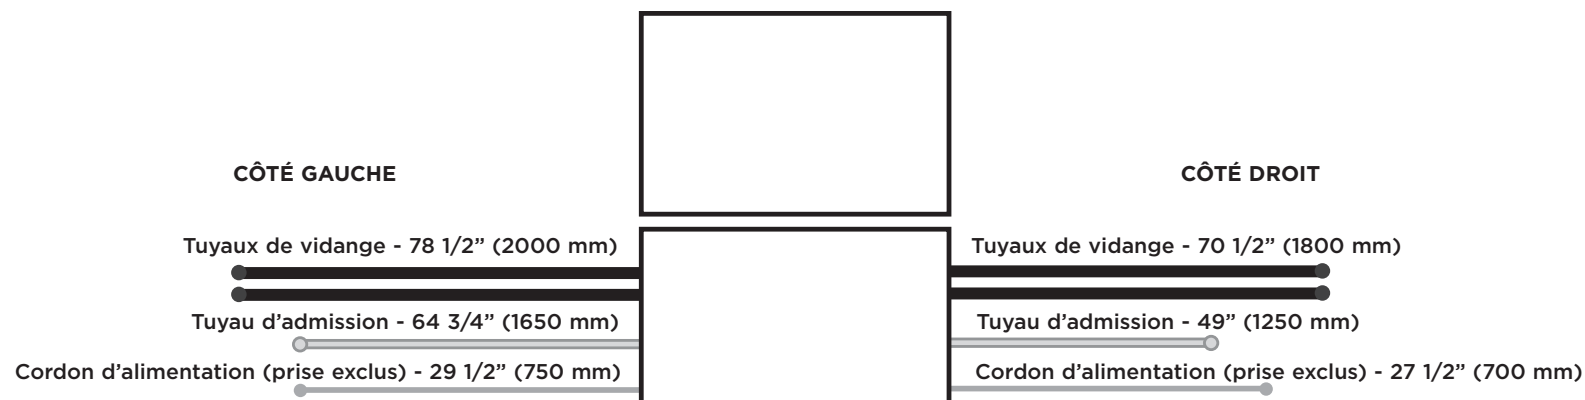 CÔTÉ GAUCHE
CÔTÉ DROIT
Tuyaux de vidange - 78 1/2” (2000 mm)
Tuyaux de vidange - 70 1/2” (1800 mm)
Tuyau d’admission - 64 3/4” (1650 mm)
Tuyau d’admission - 49” (1250 mm)
Cordon d’alimentation (prise exclus) - 29 1/2” (750 mm)
Cordon d’alimentation (prise exclus) - 27 1/2” (700 mm)